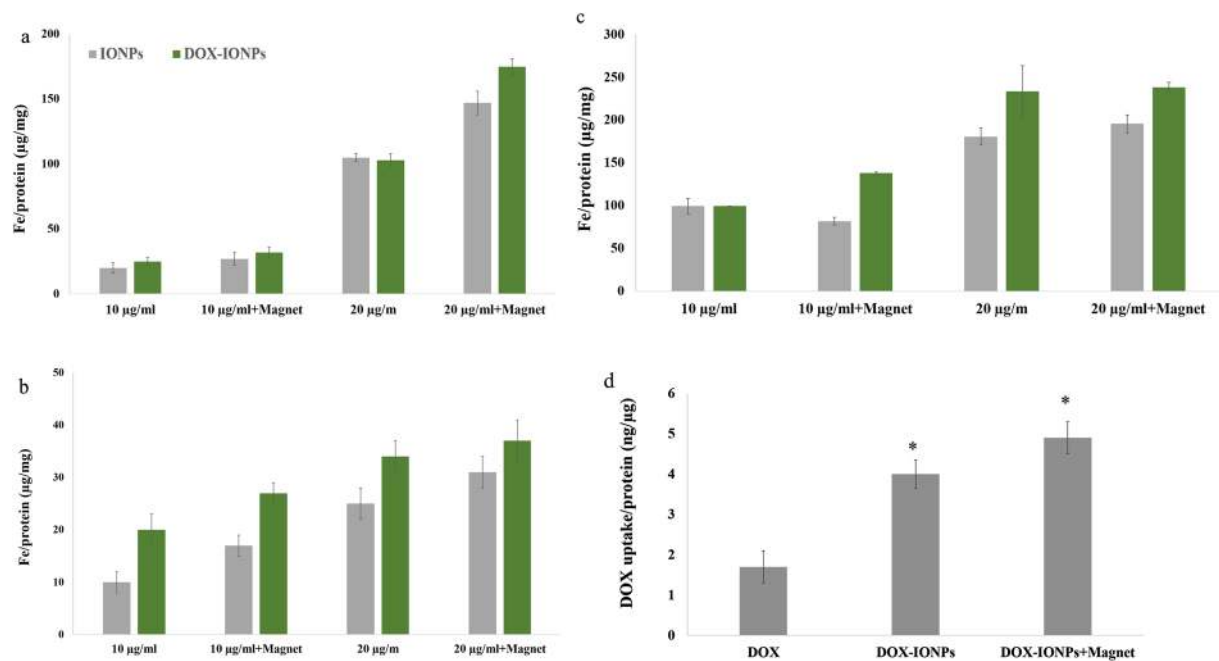 a
IONPs DOX-IONPs
Fe/protein (µg/mg)
200
150
100
50
0
10 µg/ml 10 µg/ml+Magnet 20 µg/m 20 µg/ml+Magnet
c
Fe/protein (µg/mg)
300
250
200
150
100
50
0
10 µg/ml 10 µg/ml+Magnet 20 µg/m 20 µg/ml+Magnet
b
Fe/protein (µg/mg)
50
40
30
20
10
0
10 µg/ml 10 µg/ml+Magnet 20 µg/m 20 µg/ml+Magnet
d
DOX uptake/protein (ng/µg)
6
5
4
3
2
1
0
*
*
DOX DOX-IONPs DOX-IONPs+Magnet